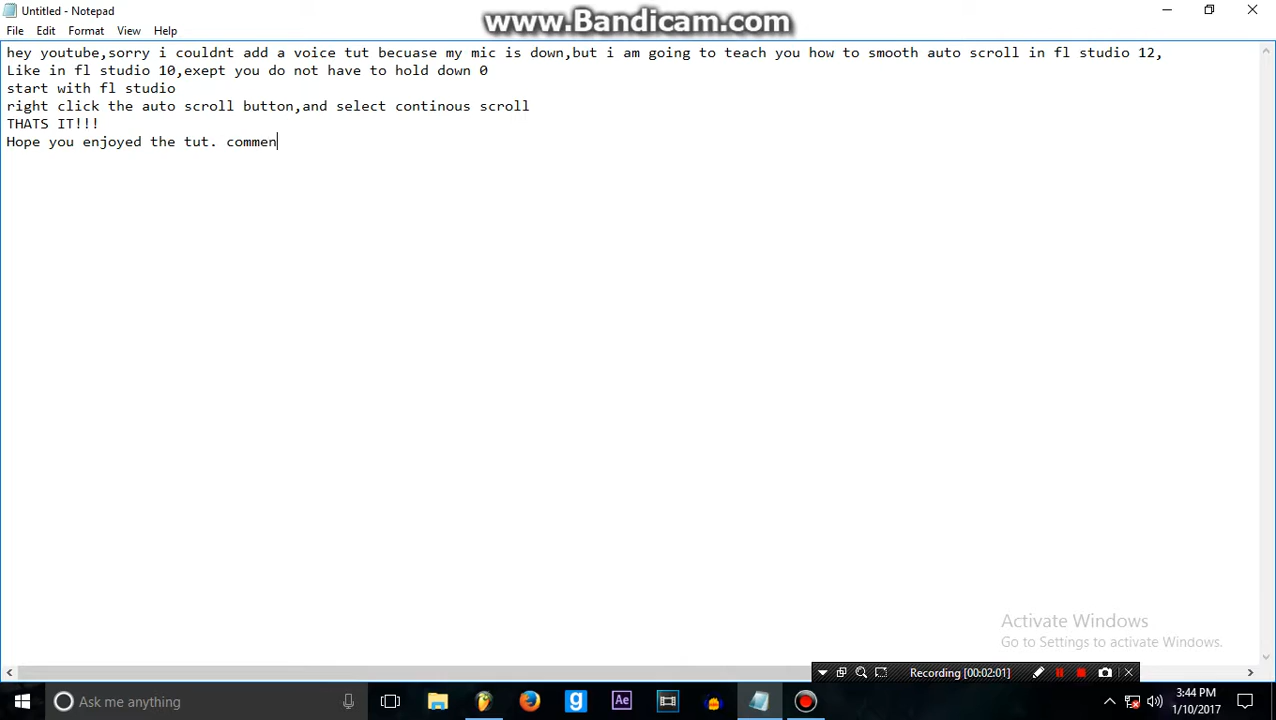 Untitled - Notepad
www.Bandicam.com
File Edit Format View Help
hey youtube,sorry i couldnt add a voice tut becuase my mic is down,but i am going to teach you how to smooth auto scroll in fl studio 12,
Like in fl studio 10,exept you do not have to hold down 0
start with fl studio
right click the auto scroll button,and select continous scroll
THATS IT!!!
Hope you enjoyed the tut. commen
Activate Windows
Go to Settings to activate Windows.
Recording [00:02:01]
Ask me anything
Ae
3:44 PM
1/10/2017